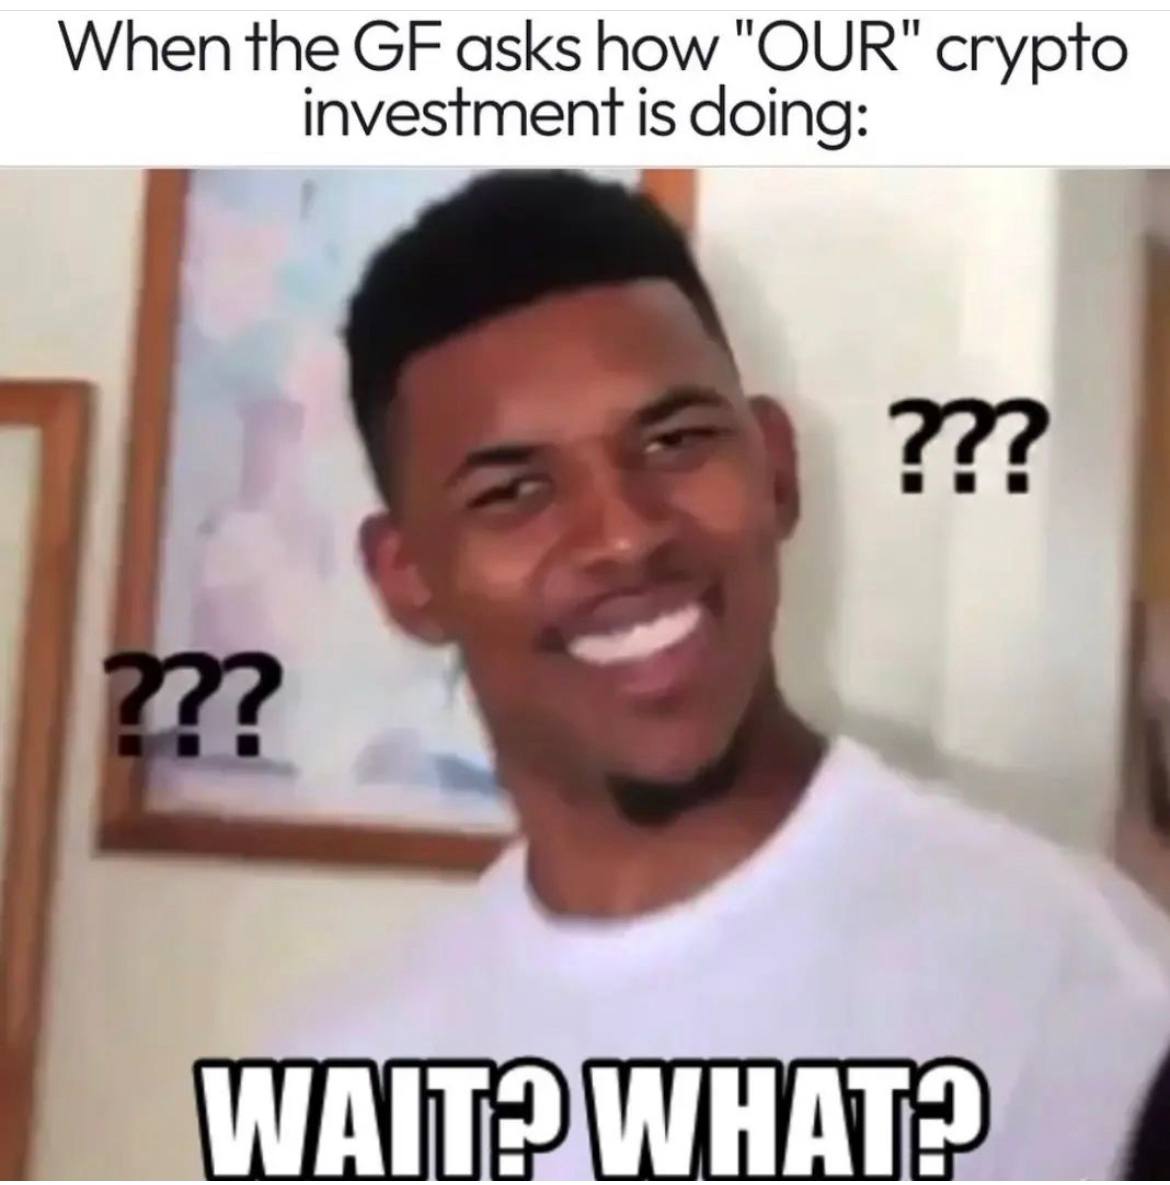 When the GF asks how "OUR" crypto
investment is doing:
???
???
WAIT? WHAT?